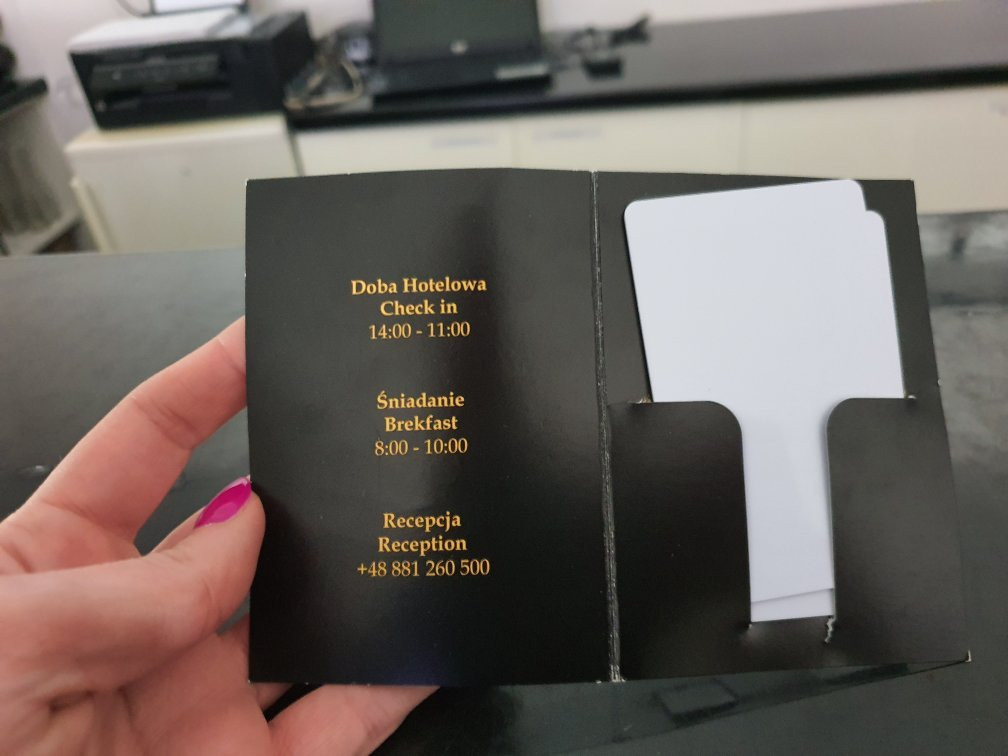 Doba Hotelowa
Check in
14:00 - 11:00
Śniadanie
Brekfast
8:00 - 10:00
Recepcja
Reception
+48 881 260 500